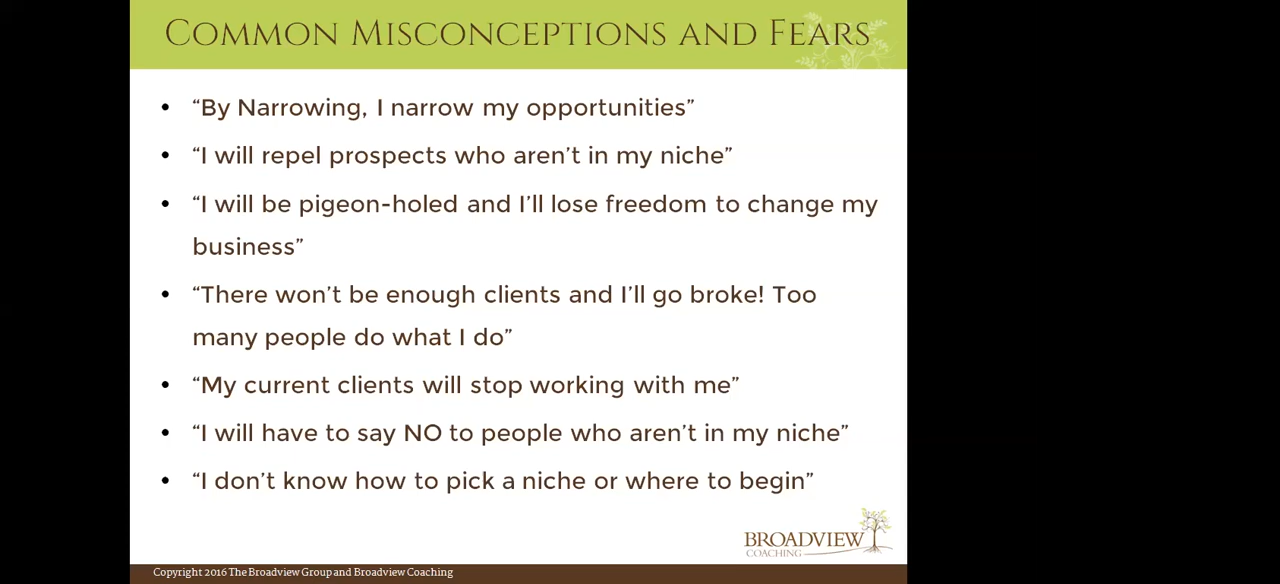 Common Misconceptions and Fears
• “By Narrowing, I narrow my opportunities”
• “I will repel prospects who aren’t in my niche”
• “I will be pigeon-holed and I’ll lose freedom to change my
business”
• “There won’t be enough clients and I’ll go broke! Too
many people do what I do”
• “My current clients will stop working with me”
• “I will have to say NO to people who aren’t in my niche”
• “I don’t know how to pick a niche or where to begin”
BROADVIEW
COACHING
Copyright 2016 The Broadview Group and Broadview Coaching